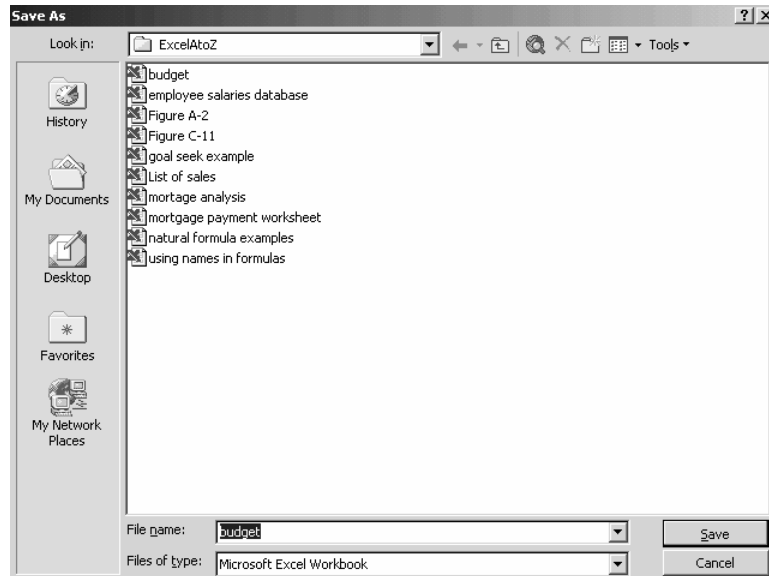 Save As
Look in:
ExcelAtoZ
Tools
History
My Documents
Desktop
Favorites
My Network
Places
budget
employee salaries database
Figure A-2
Figure C-11
goal seek example
List of sales
mortage analysis
mortgage payment worksheet
natural formula examples
using names in formulas
File name:
budget
Save
Files of type:
Microsoft Excel Workbook
Cancel